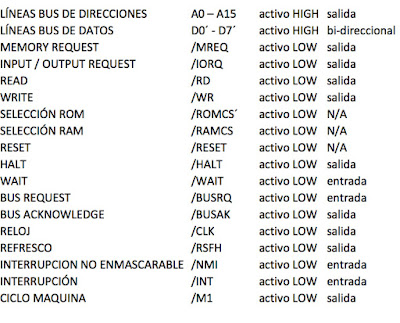 LÍNEAS BUS DE DIRECCIONES A0 – A15 activo HIGH salida
LÍNEAS BUS DE DATOS D0´ - D7´ activo HIGH bi-direccional
MEMORY REQUEST /MREQ activo LOW salida
INPUT / OUTPUT REQUEST /IORQ activo LOW salida
READ /RD activo LOW salida
WRITE /WR activo LOW salida
SELECCIÓN ROM /ROMCS´ activo LOW N/A
SELECCIÓN RAM /RAMCS activo LOW N/A
RESET /RESET activo LOW N/A
HALT /HALT activo LOW salida
WAIT /WAIT activo LOW entrada
BUS REQUEST /BUSRQ activo LOW entrada
BUS ACKNOWLEDGE /BUSAK activo LOW salida
RELOJ /CLK activo LOW salida
REFRESCO /RSFH activo LOW salida
INTERRUPCION NO ENMASCARABLE /NMI activo LOW entrada
INTERRUPCIÓN /INT activo LOW entrada
CICLO MAQUINA /M1 activo LOW salida